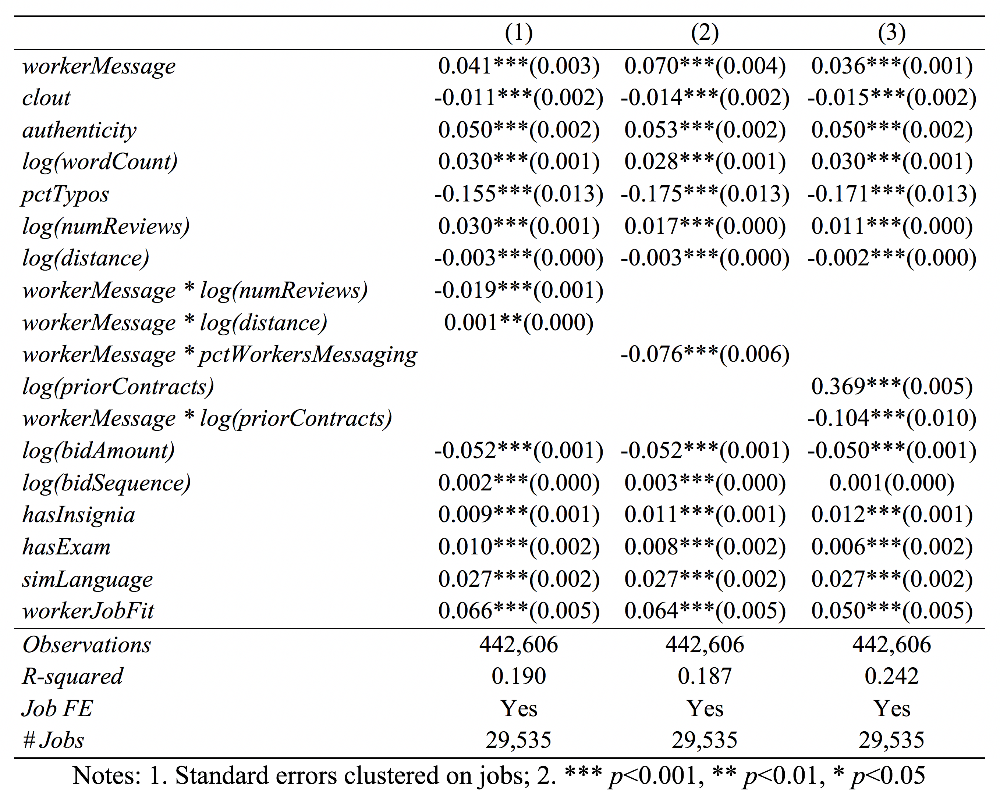 (1) (2) (3)
workerMessage 0.041***(0.003) 0.070***(0.004) 0.036***(0.001)
clout -0.011***(0.002) -0.014***(0.002) -0.015***(0.002)
authenticity 0.050***(0.002) 0.053***(0.002) 0.050***(0.002)
log(wordCount) 0.030***(0.001) 0.028***(0.001) 0.030***(0.001)
pctTypos -0.155***(0.013) -0.175***(0.013) -0.171***(0.013)
log(numReviews) 0.030***(0.001) 0.017***(0.000) 0.011***(0.000)
log(distance) -0.003***(0.000) -0.003***(0.000) -0.002***(0.000)
workerMessage * log(numReviews) -0.019***(0.001)
workerMessage * log(distance) 0.001**(0.000)
workerMessage * pctWorkersMessaging -0.076***(0.006)
log(priorContracts) 0.369***(0.005)
workerMessage * log(priorContracts) -0.104***(0.010)
log(bidAmount) -0.052***(0.001) -0.052***(0.001) -0.050***(0.001)
log(bidSequence) 0.002***(0.000) 0.003***(0.000) 0.001(0.000)
hasInsignia 0.009***(0.001) 0.011***(0.001) 0.012***(0.001)
hasExam 0.010***(0.002) 0.008***(0.002) 0.006***(0.002)
simLanguage 0.027***(0.002) 0.027***(0.002) 0.027***(0.002)
workerJobFit 0.066***(0.005) 0.064***(0.005) 0.050***(0.005)
Observations 442,606 442,606 442,606
R-squared 0.190 0.187 0.242
Job FE Yes Yes Yes
# Jobs 29,535 29,535 29,535
Notes: 1. Standard errors clustered on jobs; 2. *** p<0.001, ** p<0.01, * p<0.05